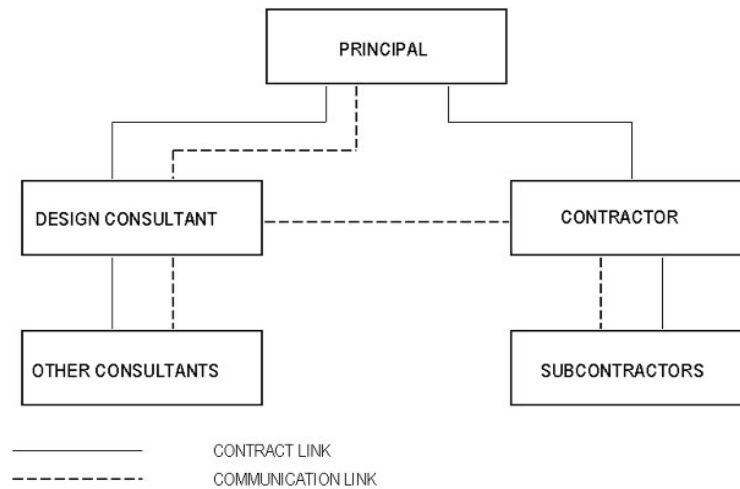 PRINCIPAL
DESIGN CONSULTANT
CONTRACTOR
OTHER CONSULTANTS
SUBCONTRACTORS
CONTRACT LINK
COMMUNICATION LINK